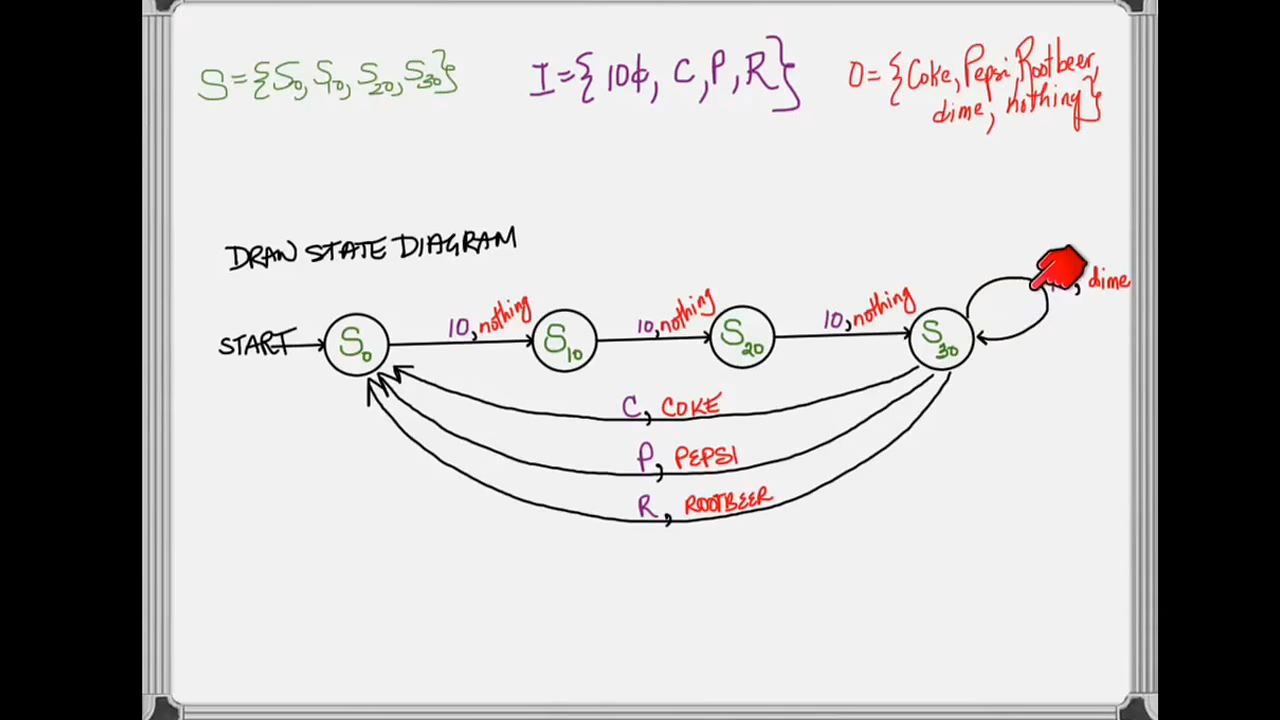 S={S0, S10, S20, S30}
I={10¢, C, P, R}
O={Coke, Pepsi, Rootbeer,
dime, nothing}
DRAW STATE DIAGRAM
START
S0
10, nothing
S10
10, nothing
S20
10, nothing
S30
, dime
C, COKE
P, PEPSI
R, ROOTBEER